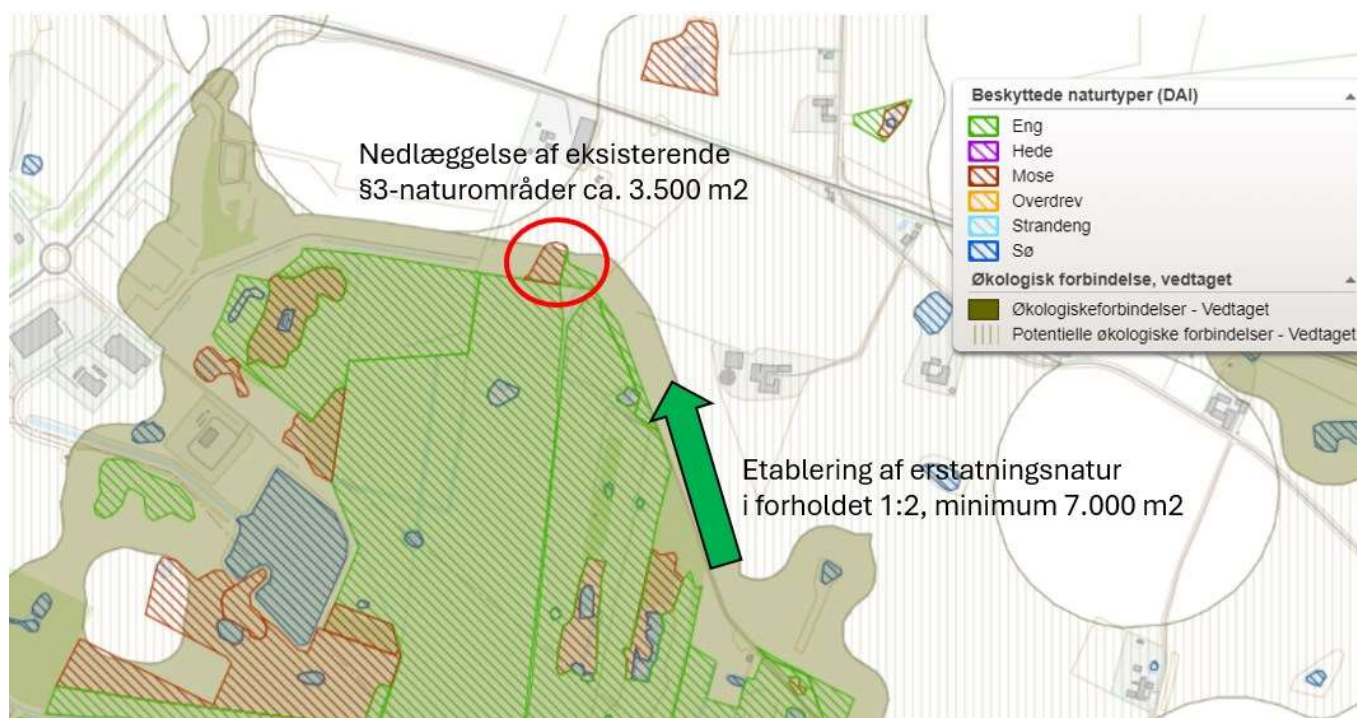 Nedlæggelse af eksisterende
§3-naturområder ca. 3.500 m2
Beskyttede naturtyper (DAI)
Eng
Hede
Mose
Overdrev
Strandeng
Sø
Økologisk forbindelse, vedtaget
Økologiskeforbindelser - Vedtaget
Potentielle økologiske forbindelser - Vedtaget
Etablering af erstatningsnatur
i forholdet 1:2, minimum 7.000 m2